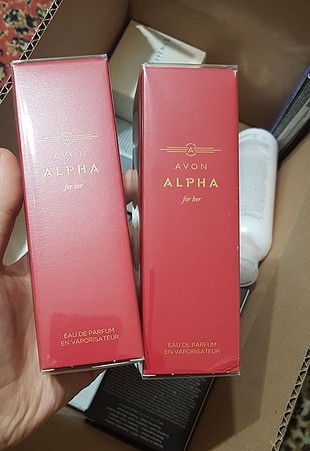 A
AVON
ALPHA
for her
EAU DE PARFUM
EN VAPORISATEUR
A
AVON
ALPHA
for her
EAU DE PARFUM
EN VAPORISATEUR